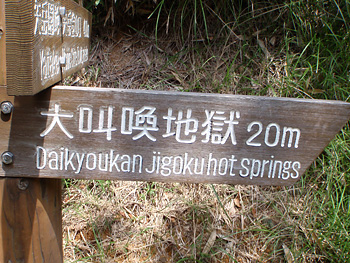 大叫喚地獄 20m
Daikyoukan Jigoku hot springs